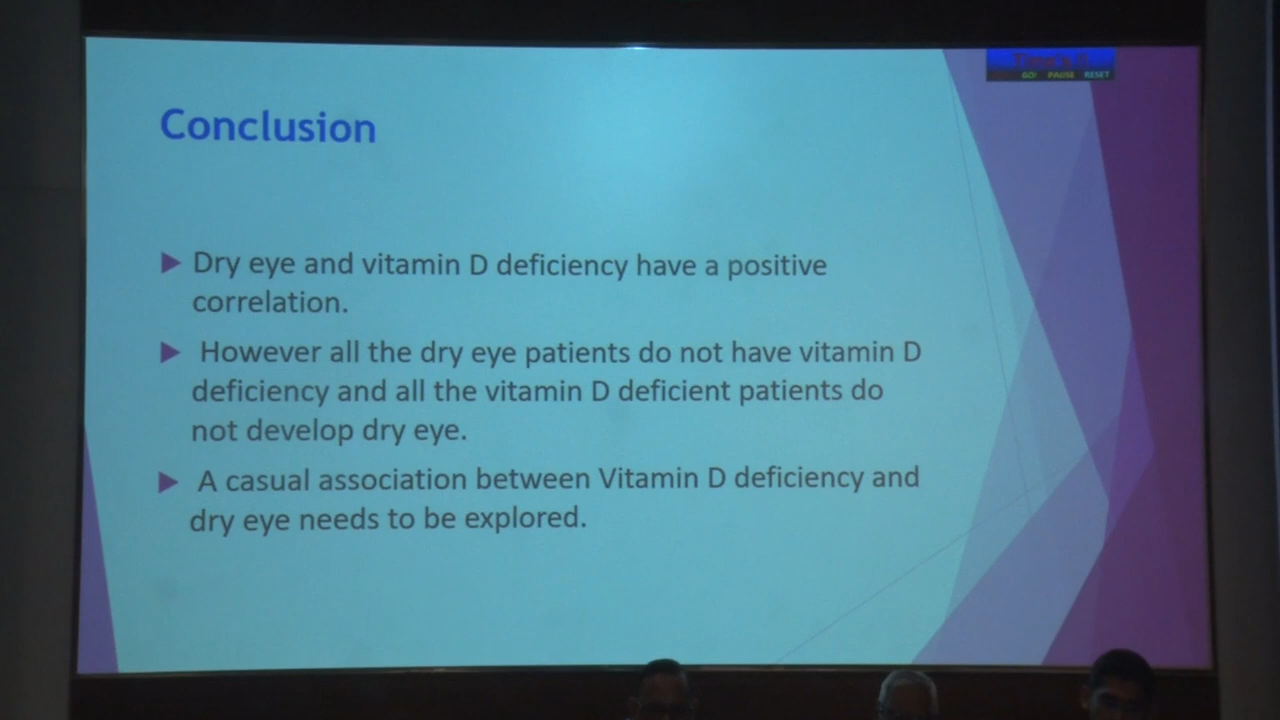 GO! PAUSE RESET
Conclusion
Dry eye and vitamin D deficiency have a positive
correlation.
However all the dry eye patients do not have vitamin D
deficiency and all the vitamin D deficient patients do
not develop dry eye.
A casual association between Vitamin D deficiency and
dry eye needs to be explored.